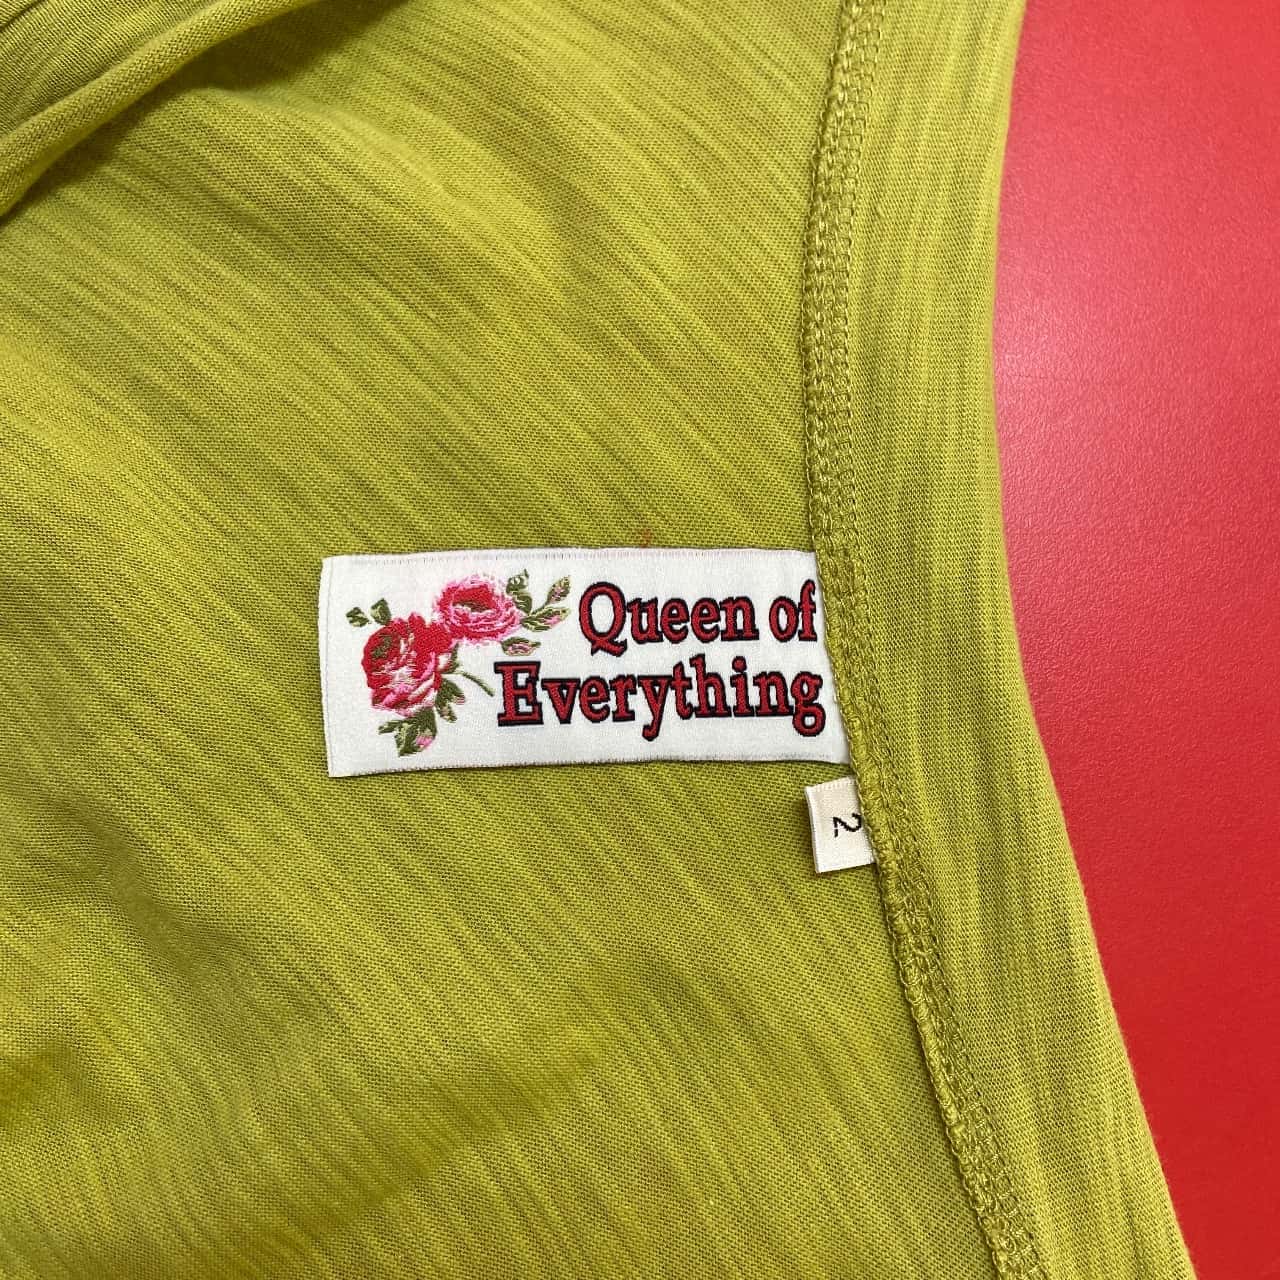 Queen of
Everything
2